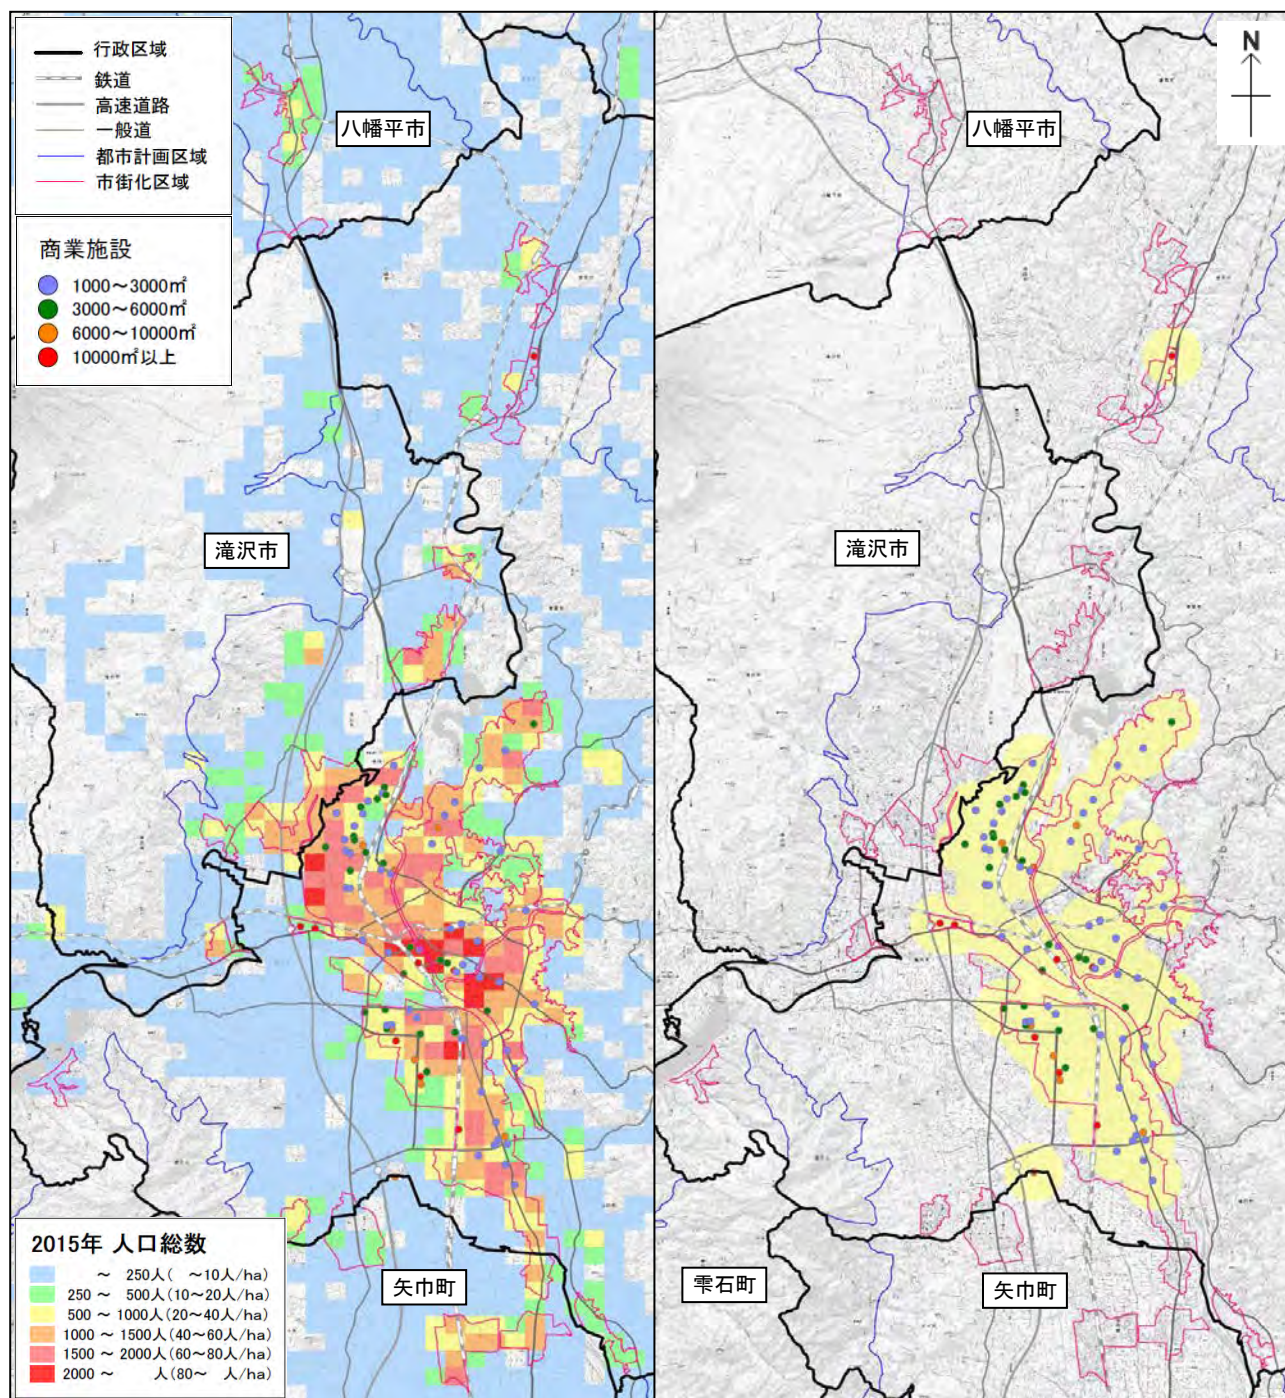 行政区域
鉄道
高速道路
一般道
都市計画区域
市街化区域
商業施設
1000～3000㎡
3000～6000㎡
6000～10000㎡
10000㎡以上
八幡平市
滝沢市
矢巾町
2015年 人口総数
～ 250人( ～10人/ha)
250 ～ 500人(10～20人/ha)
500 ～ 1000人(20～40人/ha)
1000 ～ 1500人(40～60人/ha)
1500 ～ 2000人(60～80人/ha)
2000 ～ 人(80～ 人/ha)
N
八幡平市
滝沢市
雫石町
矢巾町